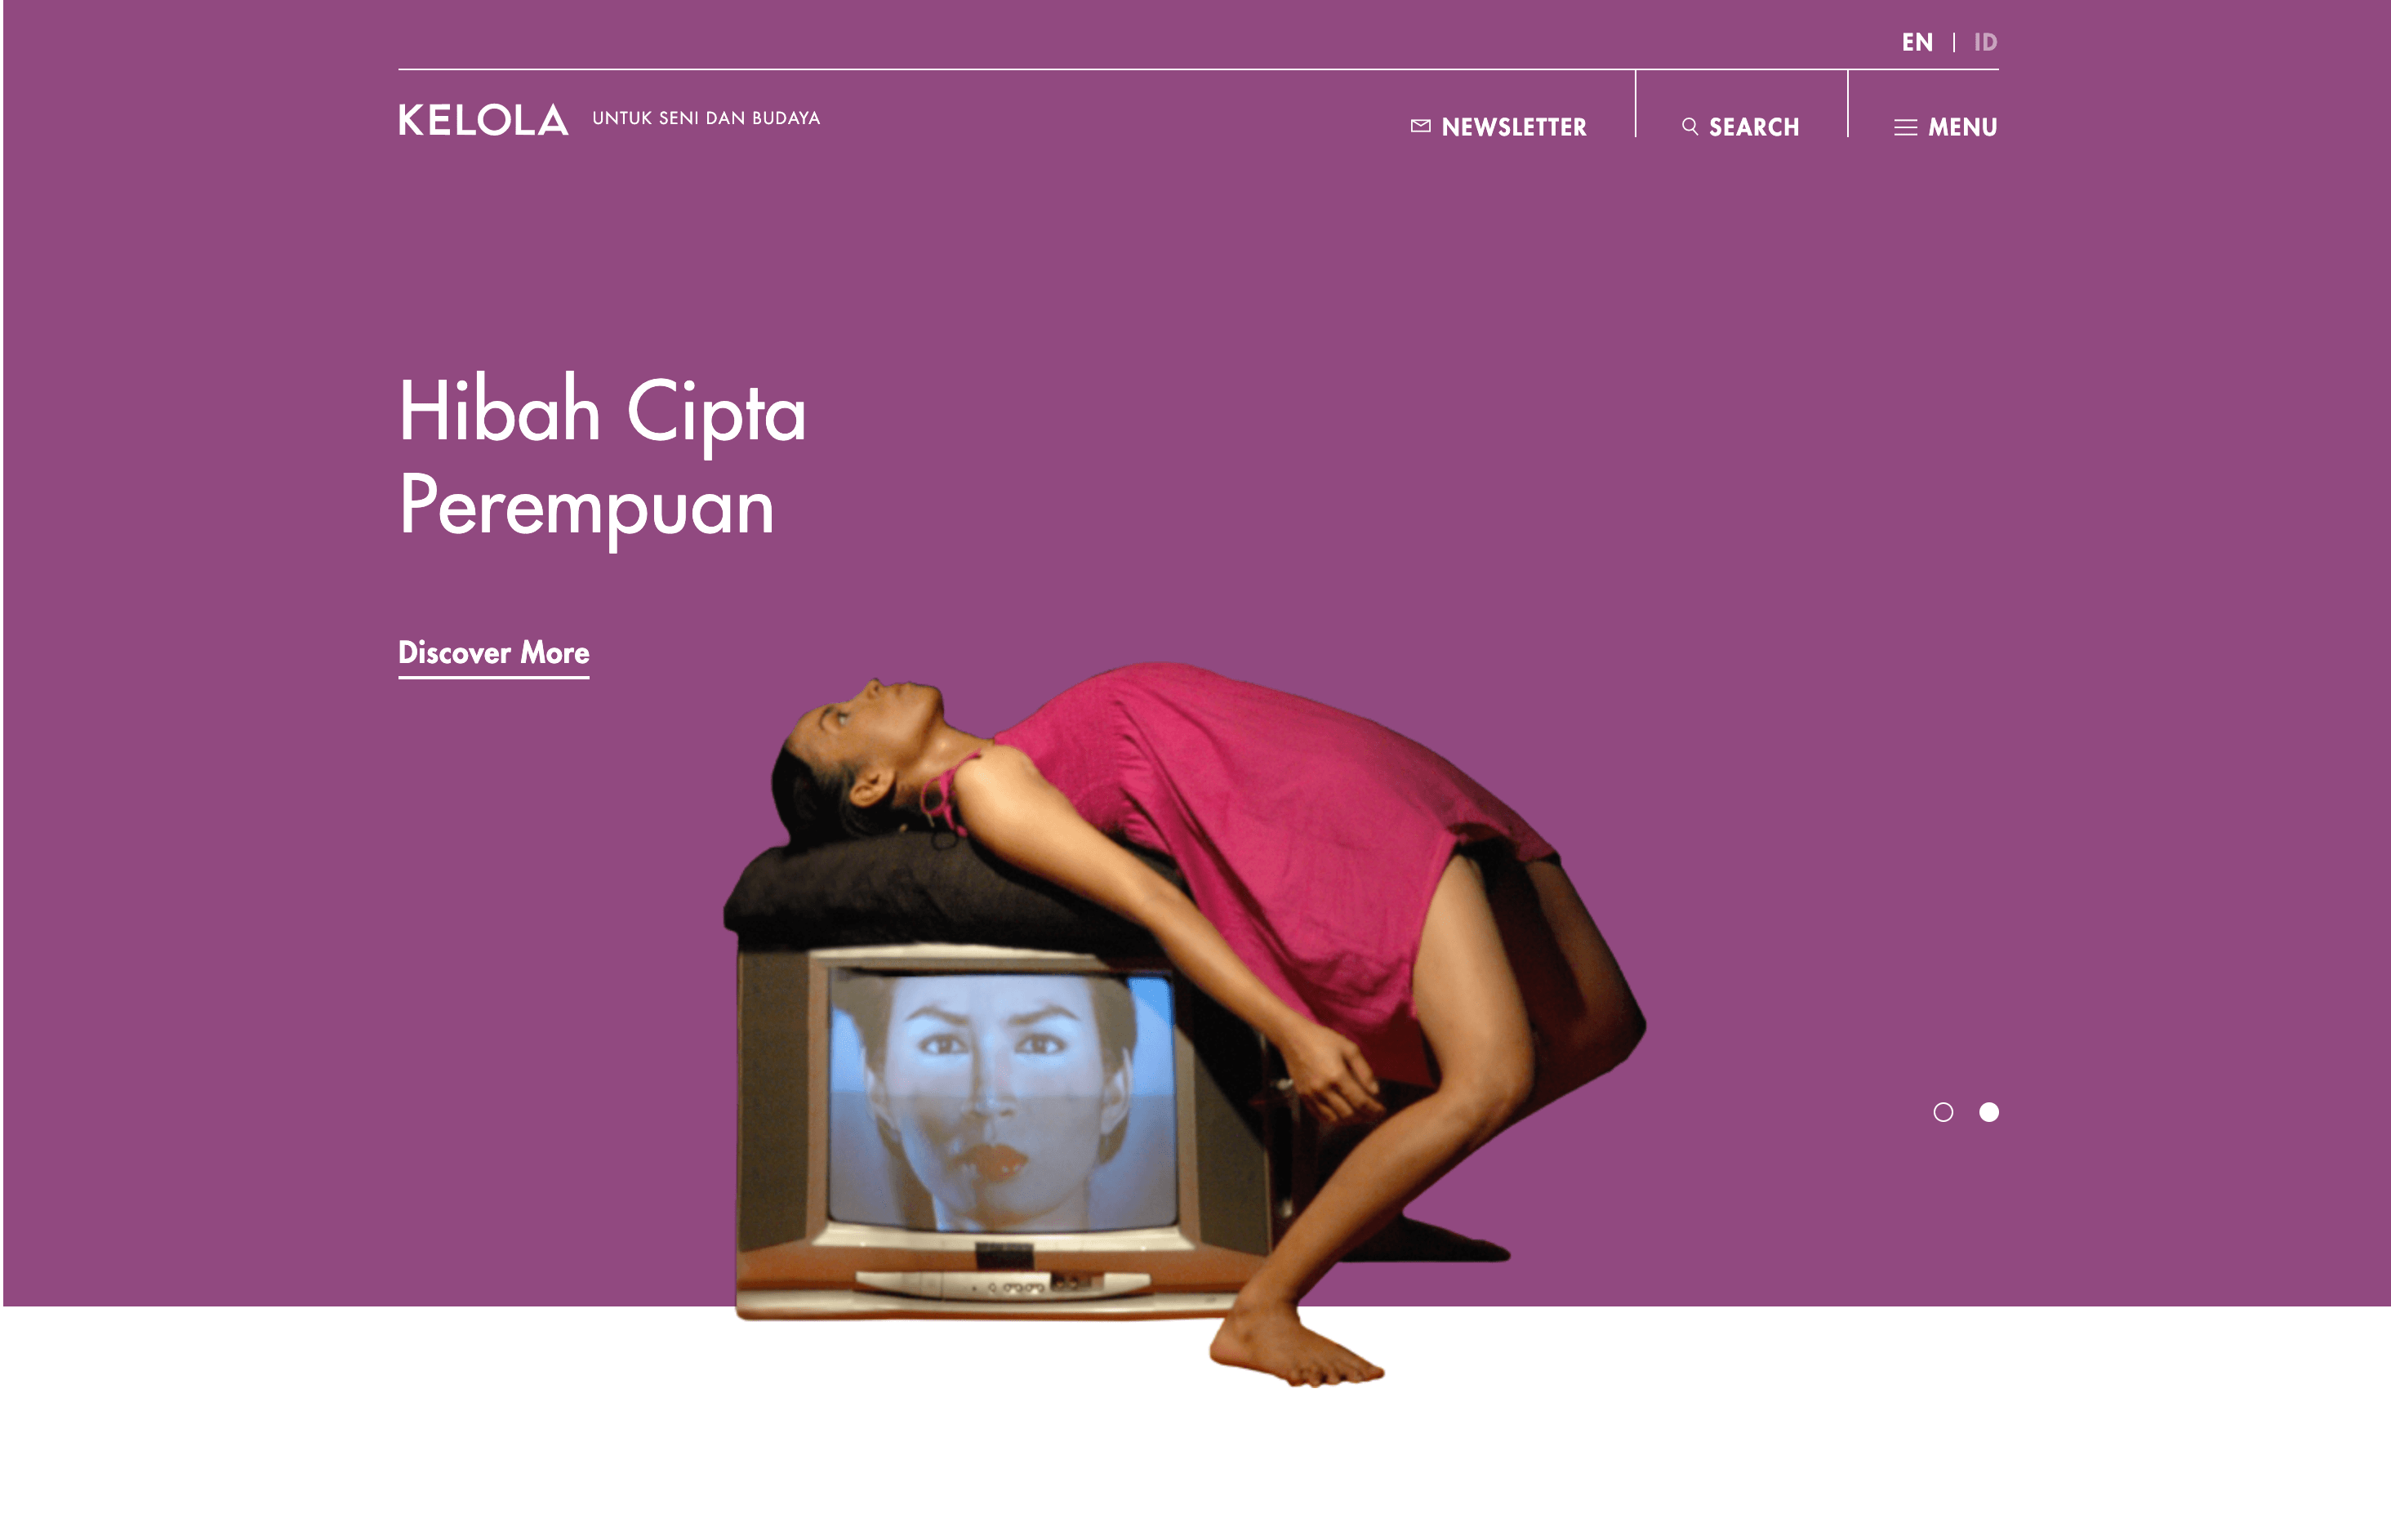 EN | ID
KELOLA UNTUK SENI DAN BUDAYA
NEWSLETTER
SEARCH
MENU
Hibah Cipta
Perempuan
Discover More